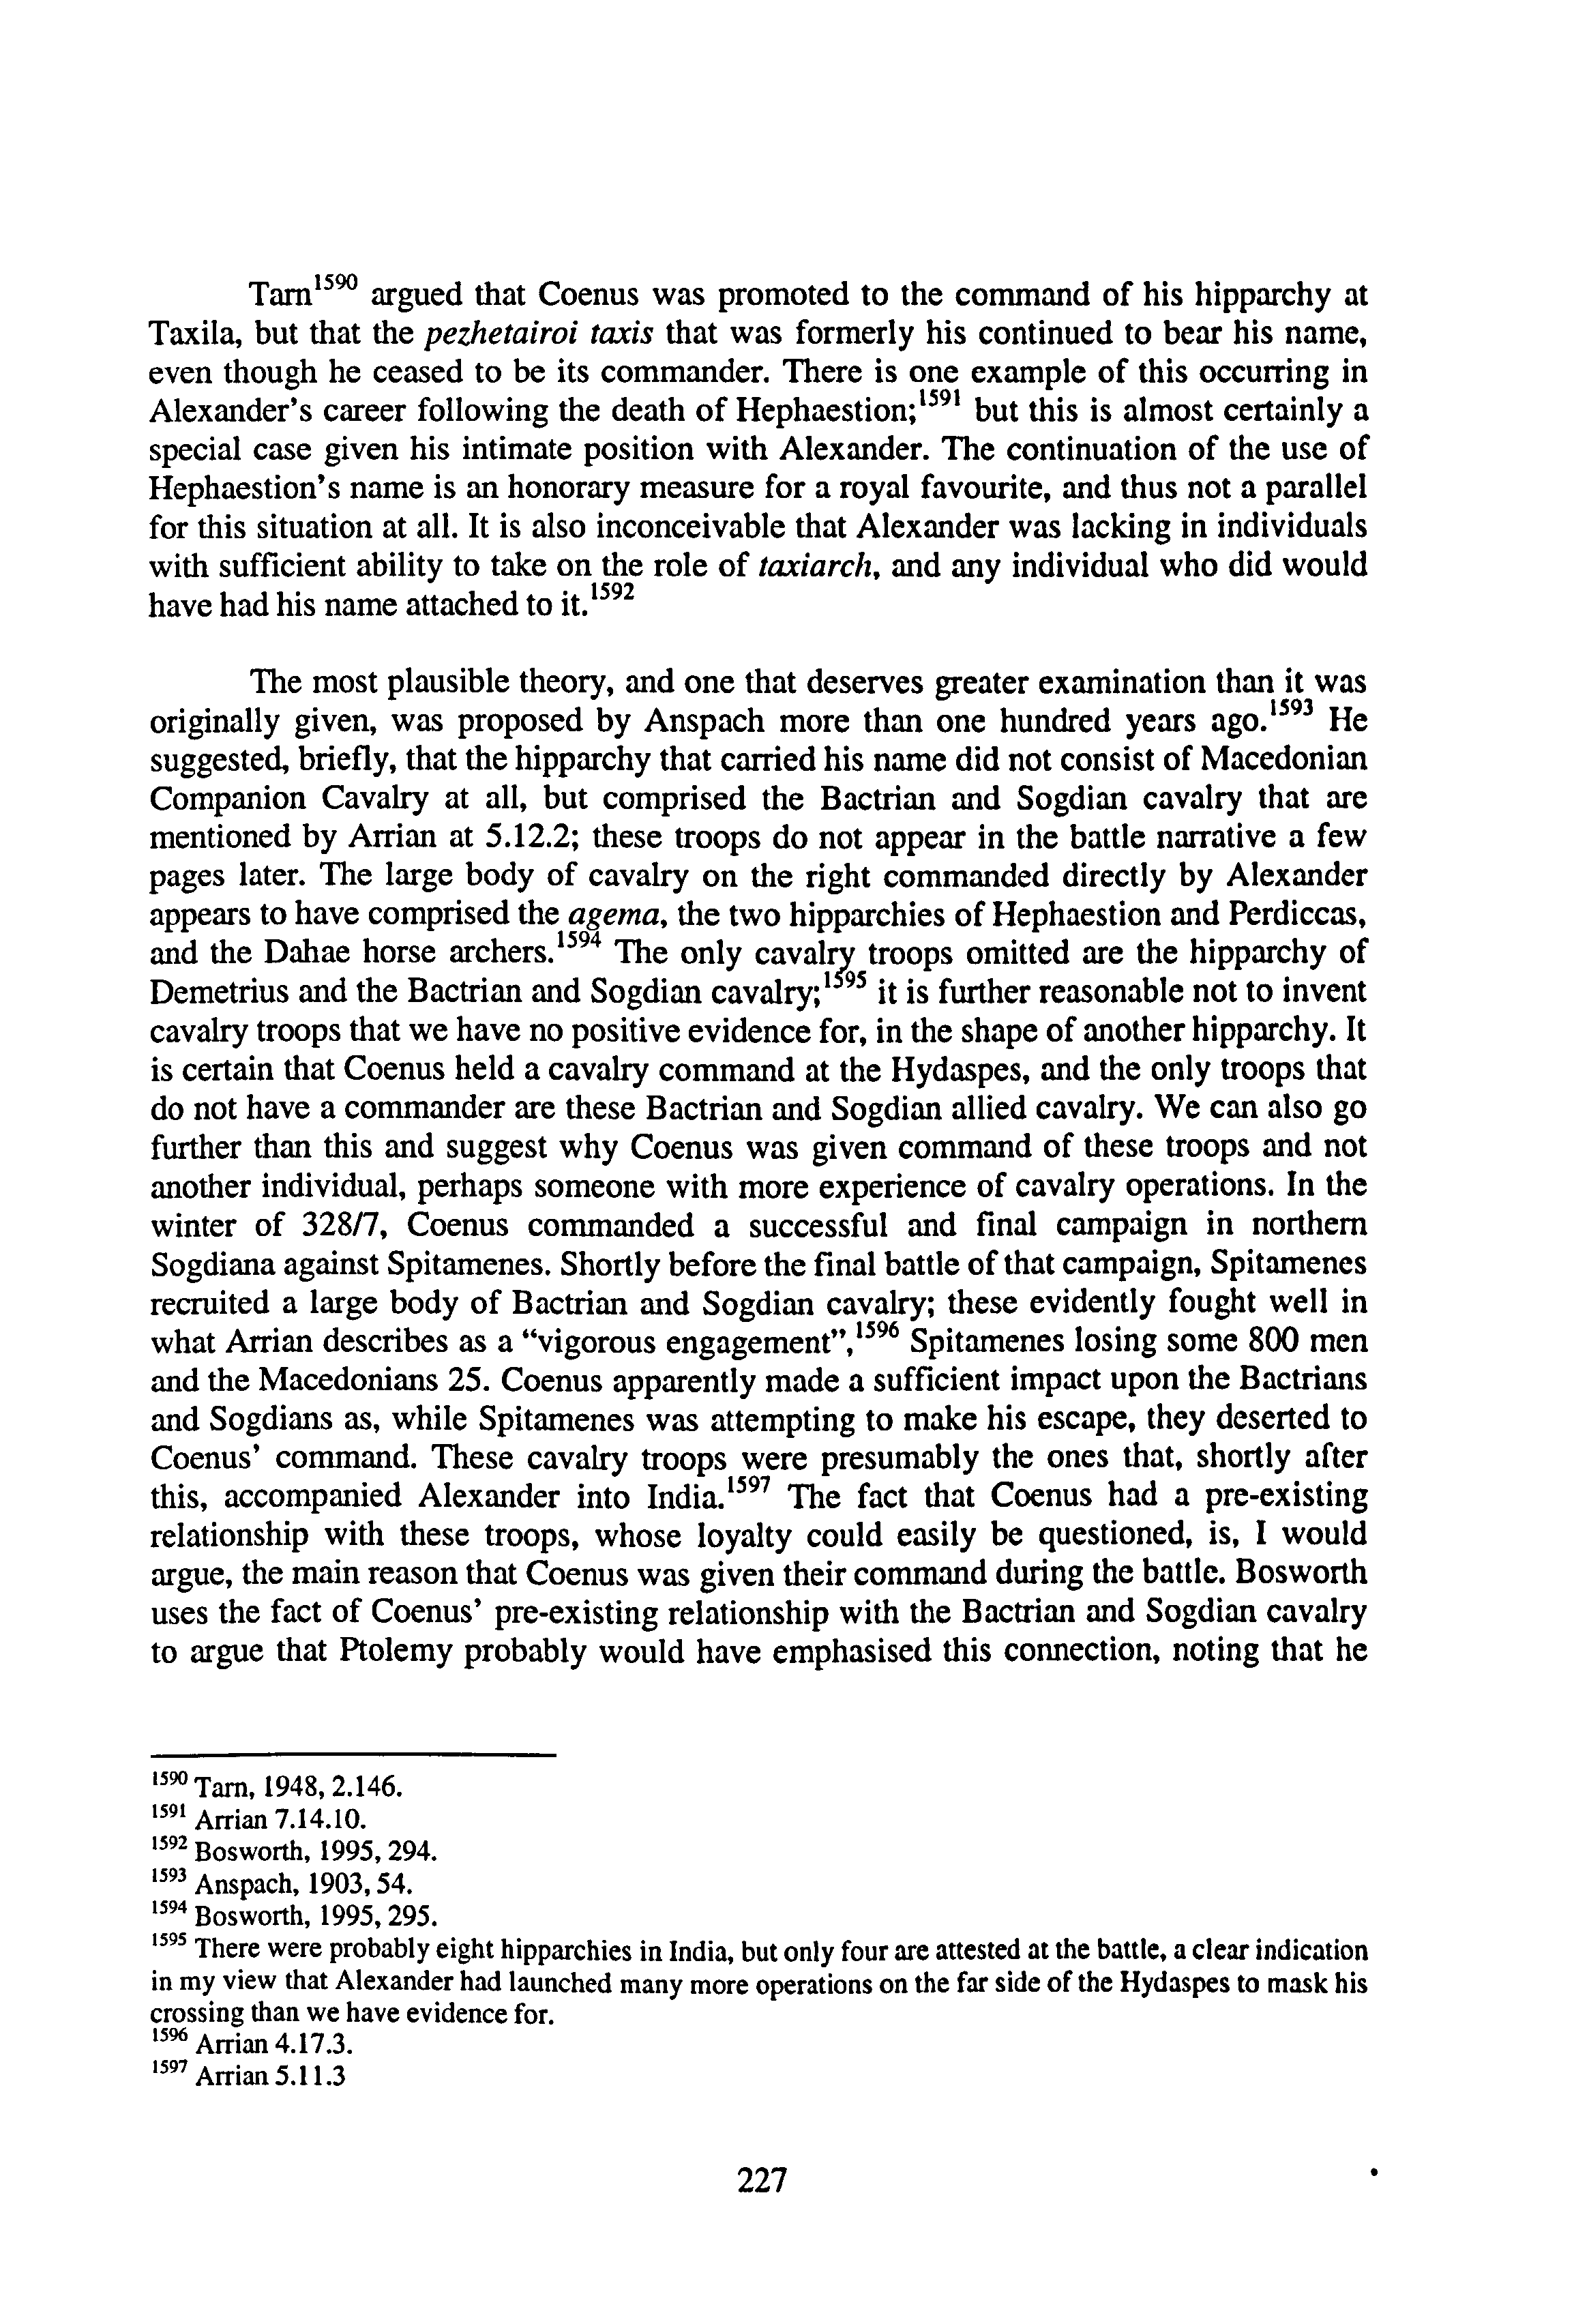 Tarn1590 argued that Coenus was promoted to the command of his hipparchy at
Taxila, but that the pezhetairoi taxis that was formerly his continued to bear his name,
even though he ceased to be its commander. There is one example of this occurring in
Alexander's career following the death of Hephaestion;1591 but this is almost certainly a
special case given his intimate position with Alexander. The continuation of the use of
Hephaestion's name is an honorary measure for a royal favourite, and thus not a parallel
for this situation at all. It is also inconceivable that Alexander was lacking in individuals
with sufficient ability to take on the role of taxiarch, and any individual who did would
have had his name attached to it.1592
The most plausible theory, and one that deserves greater examination than it was
originally given, was proposed by Anspach more than one hundred years ago.1593 He
suggested, briefly, that the hipparchy that carried his name did not consist of Macedonian
Companion Cavalry at all, but comprised the Bactrian and Sogdian cavalry that are
mentioned by Arrian at 5.12.2; these troops do not appear in the battle narrative a few
pages later. The large body of cavalry on the right commanded directly by Alexander
appears to have comprised the agema, the two hipparchies of Hephaestion and Perdiccas,
and the Dahae horse archers.1594 The only cavalry troops omitted are the hipparchy of
Demetrius and the Bactrian and Sogdian cavalry;1595 it is further reasonable not to invent
cavalry troops that we have no positive evidence for, in the shape of another hipparchy. It
is certain that Coenus held a cavalry command at the Hydaspes, and the only troops that
do not have a commander are these Bactrian and Sogdian allied cavalry. We can also go
further than this and suggest why Coenus was given command of these troops and not
another individual, perhaps someone with more experience of cavalry operations. In the
winter of 328/7, Coenus commanded a successful and final campaign in northern
Sogdiana against Spitamenes. Shortly before the final battle of that campaign, Spitamenes
recruited a large body of Bactrian and Sogdian cavalry; these evidently fought well in
what Arrian describes as a "vigorous engagement",1596 Spitamenes losing some 800 men
and the Macedonians 25. Coenus apparently made a sufficient impact upon the Bactrians
and Sogdians as, while Spitamenes was attempting to make his escape, they deserted to
Coenus' command. These cavalry troops were presumably the ones that, shortly after
this, accompanied Alexander into India.1597 The fact that Coenus had a pre-existing
relationship with these troops, whose loyalty could easily be questioned, is, I would
argue, the main reason that Coenus was given their command during the battle. Bosworth
uses the fact of Coenus' pre-existing relationship with the Bactrian and Sogdian cavalry
to argue that Ptolemy probably would have emphasised this connection, noting that he
1590 Tarn, 1948, 2.146.
1591 Arrian 7.14.10.
1592 Bosworth, 1995, 294.
1593 Anspach, 1903, 54.
1594 Bosworth, 1995, 295.
1595 There were probably eight hipparchies in India, but only four are attested at the battle, a clear indication
in my view that Alexander had launched many more operations on the far side of the Hydaspes to mask his
crossing than we have evidence for.
1596 Arrian 4.17.3.
1597 Arrian 5.11.3
227